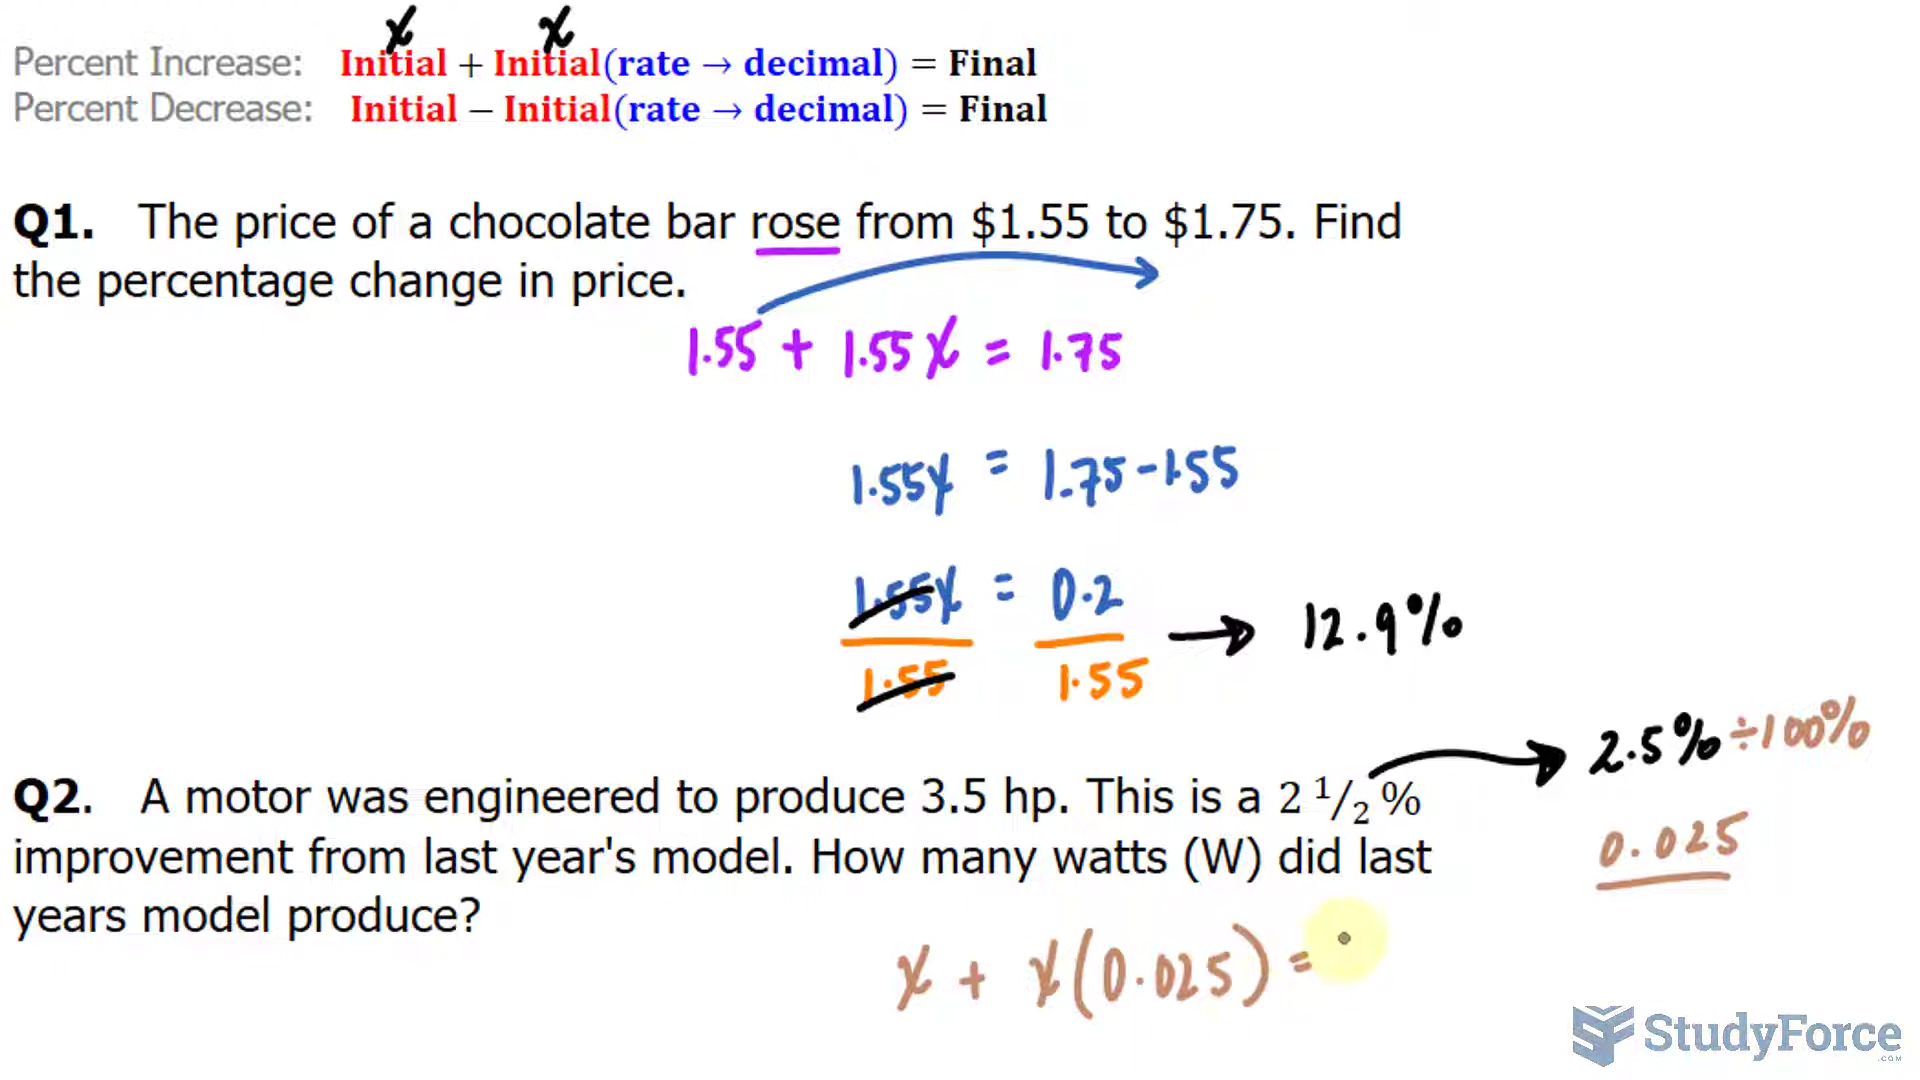 x x
Percent Increase: Initial + Initial(rate → decimal) = Final
Percent Decrease: Initial − Initial(rate → decimal) = Final
Q1. The price of a chocolate bar rose from $1.55 to $1.75. Find
the percentage change in price.
1.55 + 1.55x = 1.75
1.55x = 1.75-1.55
1.55x = 0.2
1.55 1.55
→ 12.9%
2.5% ÷100%
Q2. A motor was engineered to produce 3.5 hp. This is a 2 1/2 %
0.025
improvement from last year's model. How many watts (W) did last
years model produce?
x + x(0.025) =
StudyForce
.COM